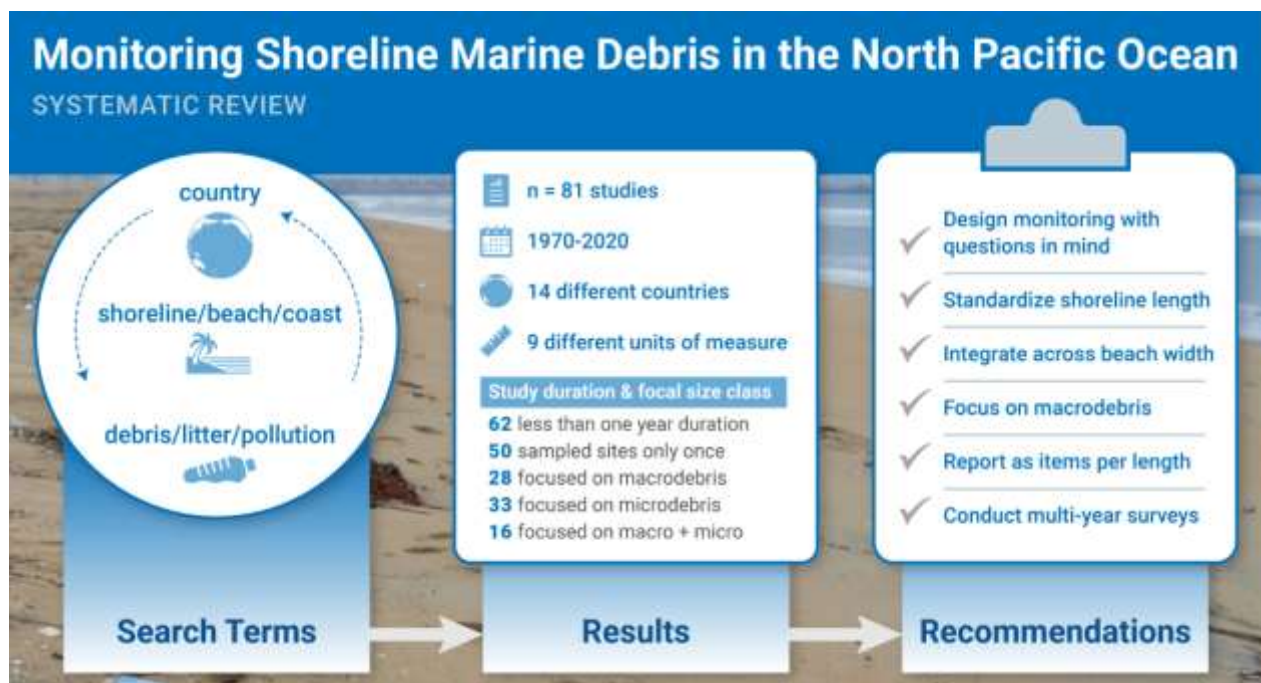 Monitoring Shoreline Marine Debris in the North Pacific Ocean
SYSTEMATIC REVIEW
country
shoreline/beach/coast
debris/litter/pollution
Search Terms
n = 81 studies
1970-2020
14 different countries
9 different units of measure
Study duration & focal size class
62 less than one year duration
50 sampled sites only once
28 focused on macrodebris
33 focused on microdebris
16 focused on macro + micro
Results
Design monitoring with
questions in mind
Standardize shoreline length
Integrate across beach width
Focus on macrodebris
Report as items per length
Conduct multi-year surveys
Recommendations